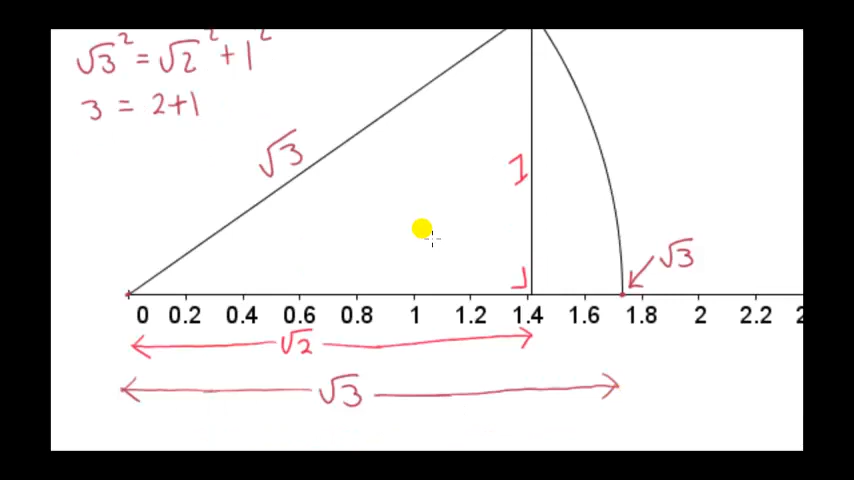 √3² = √2² + 1²
3 = 2+1
√3
1
√3
0 0.2 0.4 0.6 0.8 1 1.2 1.4 1.6 1.8 2 2.2 2
√2
√3